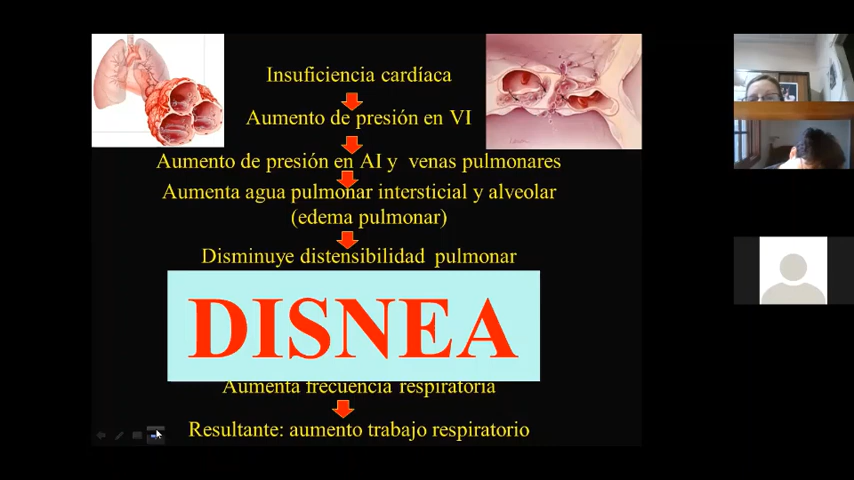 Insuficiencia cardíaca
Aumento de presión en VI
Aumento de presión en AI y venas pulmonares
Aumenta agua pulmonar intersticial y alveolar
(edema pulmonar)
Disminuye distensibilidad pulmonar
DISNEA
Aumenta frecuencia respiratoria
Resultante: aumento trabajo respiratorio